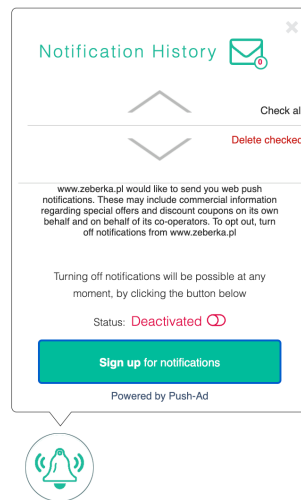 Notification History
0
Check al
Delete checked
www.zeberka.pl would like to send you web push
notifications. These may include commercial information
regarding special offers and discount coupons on its own
behalf and on behalf of its co-operators. To opt out, turn
off notifications from www.zeberka.pl
Turning off notifications will be possible at any
moment, by clicking the button below
Status: Deactivated
Sign up for notifications
Powered by Push-Ad